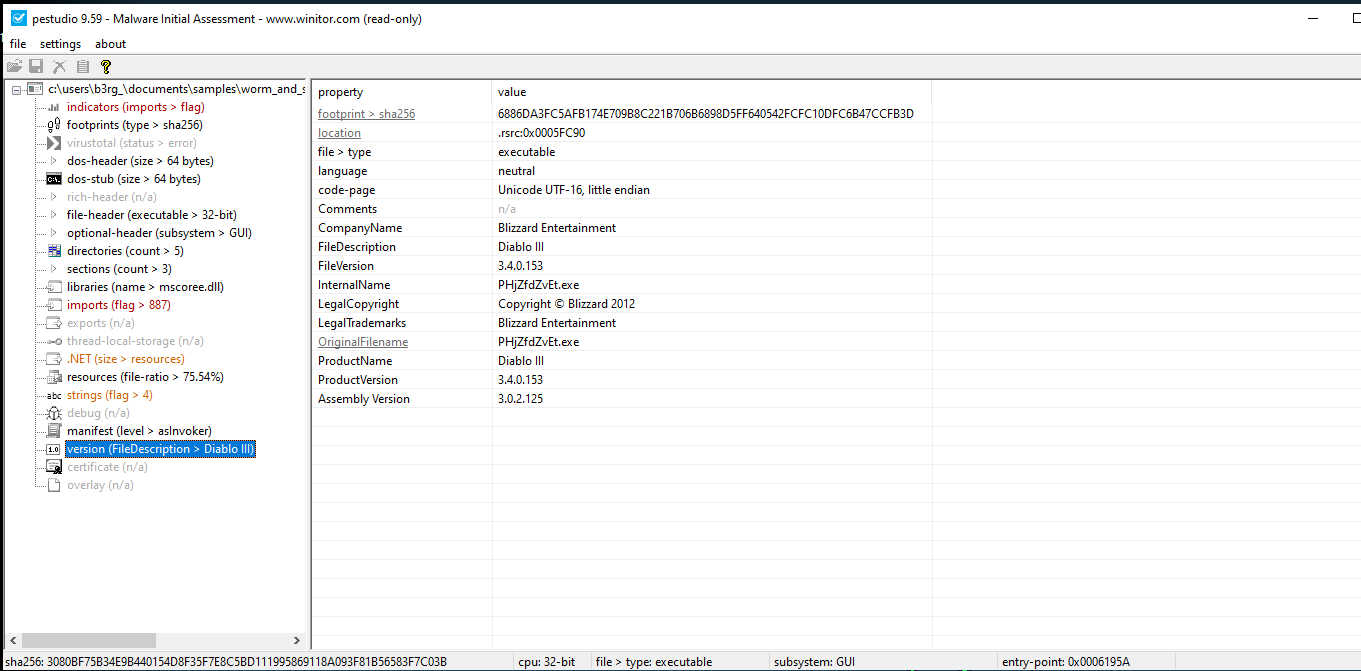 pestudio 9.59 - Malware Initial Assessment - www.winitor.com (read-only)
file settings about
c:\users\b3rg_\documents\samples\worm_and_s
indicators (imports > flag)
footprints (type > sha256)
virustotal (status > error)
dos-header (size > 64 bytes)
dos-stub (size > 64 bytes)
rich-header (n/a)
file-header (executable > 32-bit)
optional-header (subsystem > GUI)
directories (count > 5)
sections (count > 3)
libraries (name > mscoree.dll)
imports (flag > 887)
exports (n/a)
thread-local-storage (n/a)
.NET (size > resources)
resources (file-ratio > 75.54%)
abc strings (flag > 4)
debug (n/a)
manifest (level > asInvoker)
1.0 version (FileDescription > Diablo III)
certificate (n/a)
overlay (n/a)
property value
footprint > sha256 6886DA3FC5AFB174E709B8C221B706B6898D5FF640542FCFC10DFC6B47CCFB3D
location .rsrc:0x0005FC90
file > type executable
language neutral
code-page Unicode UTF-16, little endian
Comments n/a
CompanyName Blizzard Entertainment
FileDescription Diablo III
FileVersion 3.4.0.153
InternalName PHjZfdZvEt.exe
LegalCopyright Copyright © Blizzard 2012
LegalTrademarks Blizzard Entertainment
OriginalFilename PHjZfdZvEt.exe
ProductName Diablo III
ProductVersion 3.4.0.153
Assembly Version 3.0.2.125
sha256: 3080BF75B34E9B440154D8F35F7E8C5BD111995869118A093F81B56583F7C03B cpu: 32-bit file > type: executable subsystem: GUI entry-point: 0x0006195A